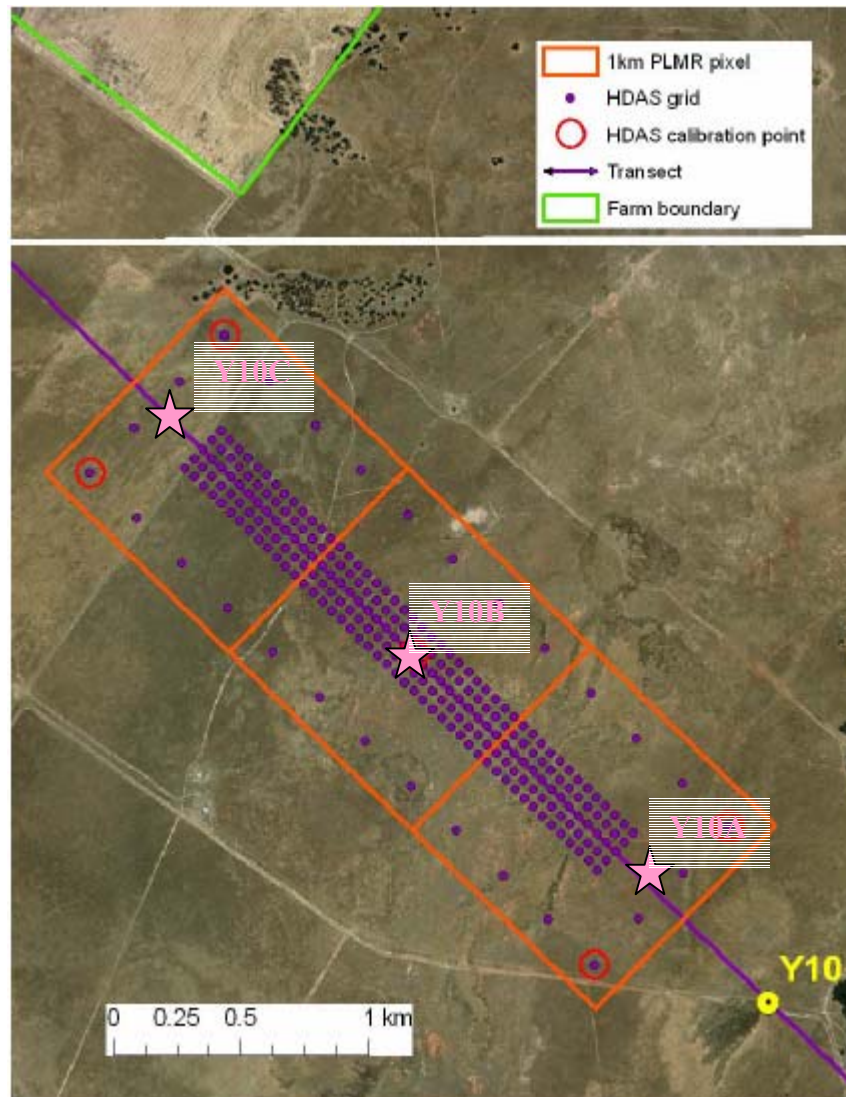 1km PLMR pixel
HDAS grid
HDAS calibration point
Transect
Farm boundary
Y10C
Y10B
Y10A
Y10
0 0.25 0.5 1 km